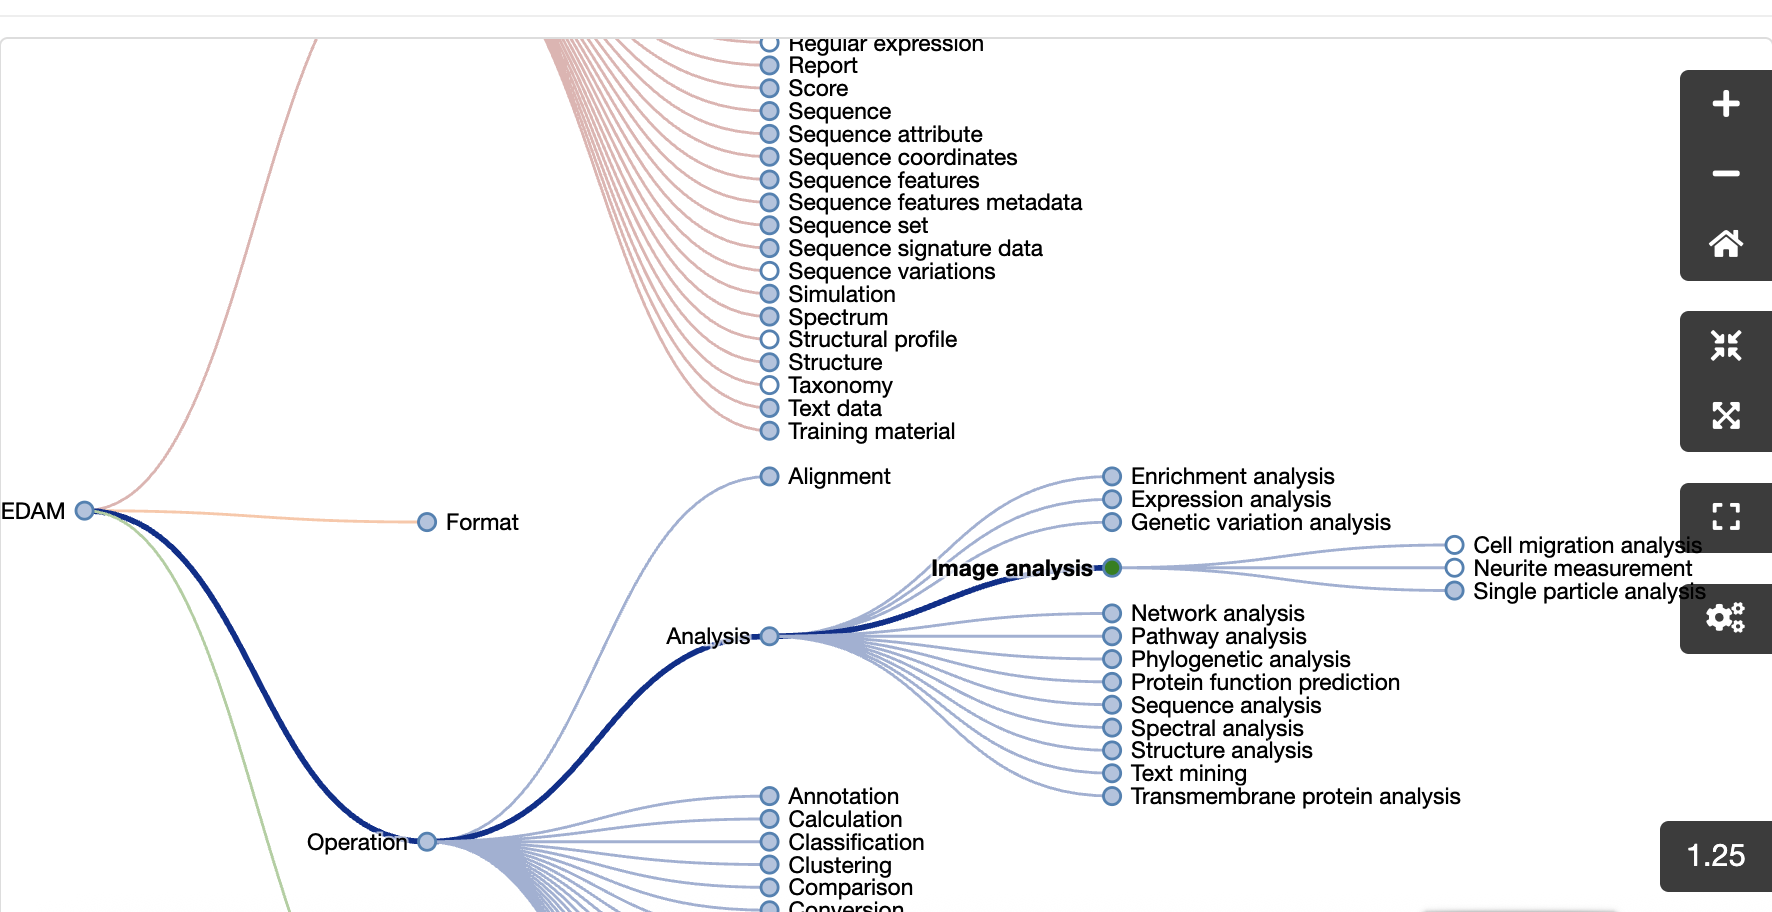 Regular expression
Report
Score
Sequence
Sequence attribute
Sequence coordinates
Sequence features
Sequence features metadata
Sequence set
Sequence signature data
Sequence variations
Simulation
Spectrum
Structural profile
Structure
Taxonomy
Text data
Training material
Alignment
Enrichment analysis
Expression analysis
Genetic variation analysis
EDAM
Format
Image analysis
Cell migration analysis
Neurite measurement
Single particle analysis
Analysis
Network analysis
Pathway analysis
Phylogenetic analysis
Protein function prediction
Sequence analysis
Spectral analysis
Structure analysis
Text mining
Transmembrane protein analysis
Operation
Annotation
Calculation
Classification
Clustering
Comparison
Conversion
1.25